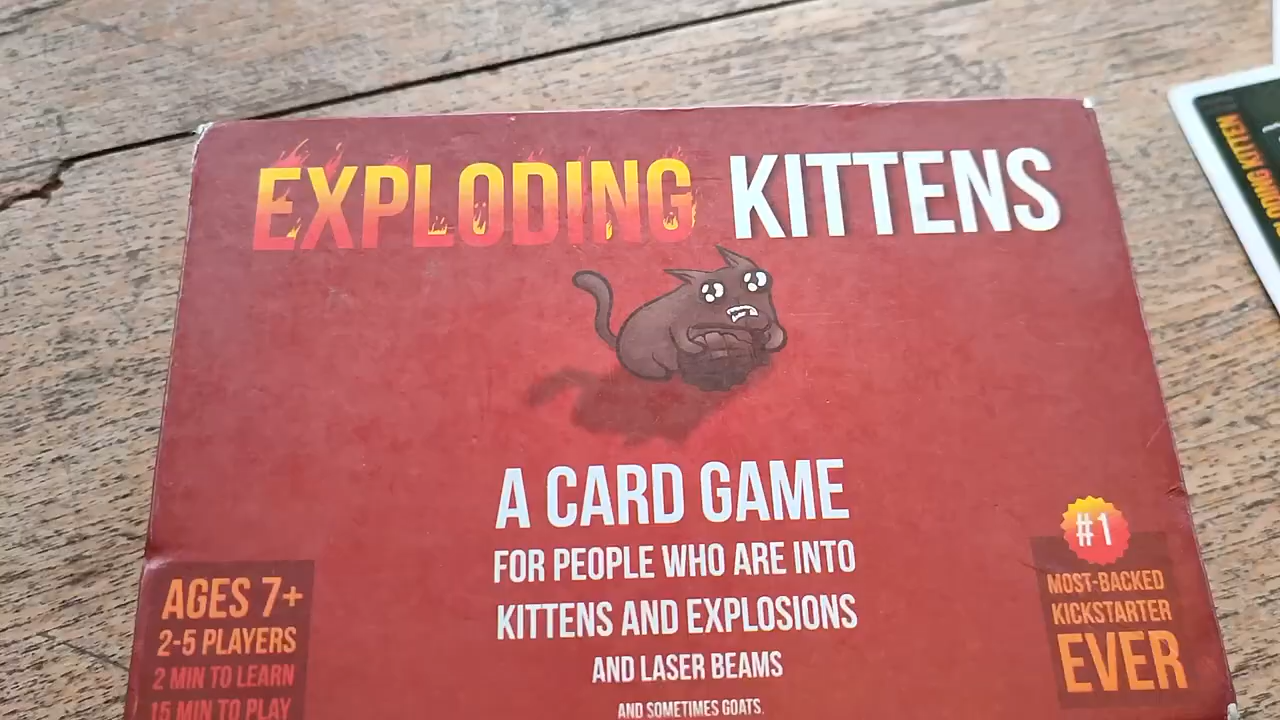 EXPLODING KITTENS
A CARD GAME
FOR PEOPLE WHO ARE INTO
KITTENS AND EXPLOSIONS
AND LASER BEAMS
AND SOMETIMES GOATS.
AGES 7+
2-5 PLAYERS
2 MIN TO LEARN
15 MIN TO PLAY
#1
MOST-BACKED
KICKSTARTER
EVER